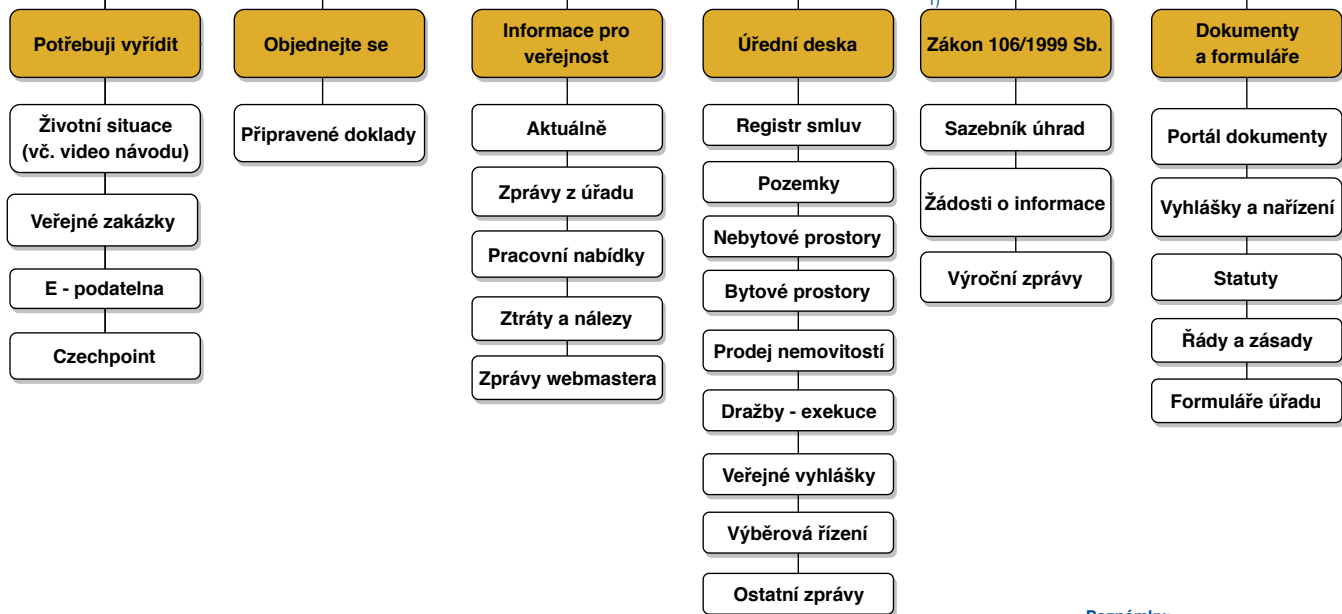 1)
Potřebuji vyřídit
Životní situace
(vč. video návodu)
Veřejné zakázky
E - podatelna
Czechpoint
Objednejte se
Připravené doklady
Informace pro
veřejnost
Aktuálně
Zprávy z úřadu
Pracovní nabídky
Ztráty a nálezy
Zprávy webmastera
Úřední deska
Registr smluv
Pozemky
Nebytové prostory
Bytové prostory
Prodej nemovitostí
Dražby - exekuce
Veřejné vyhlášky
Výběrová řízení
Ostatní zprávy
Zákon 106/1999 Sb.
Sazebník úhrad
Žádosti o informace
Výroční zprávy
Dokumenty
a formuláře
Portál dokumenty
Vyhlášky a nařízení
Statuty
Řády a zásady
Formuláře úřadu